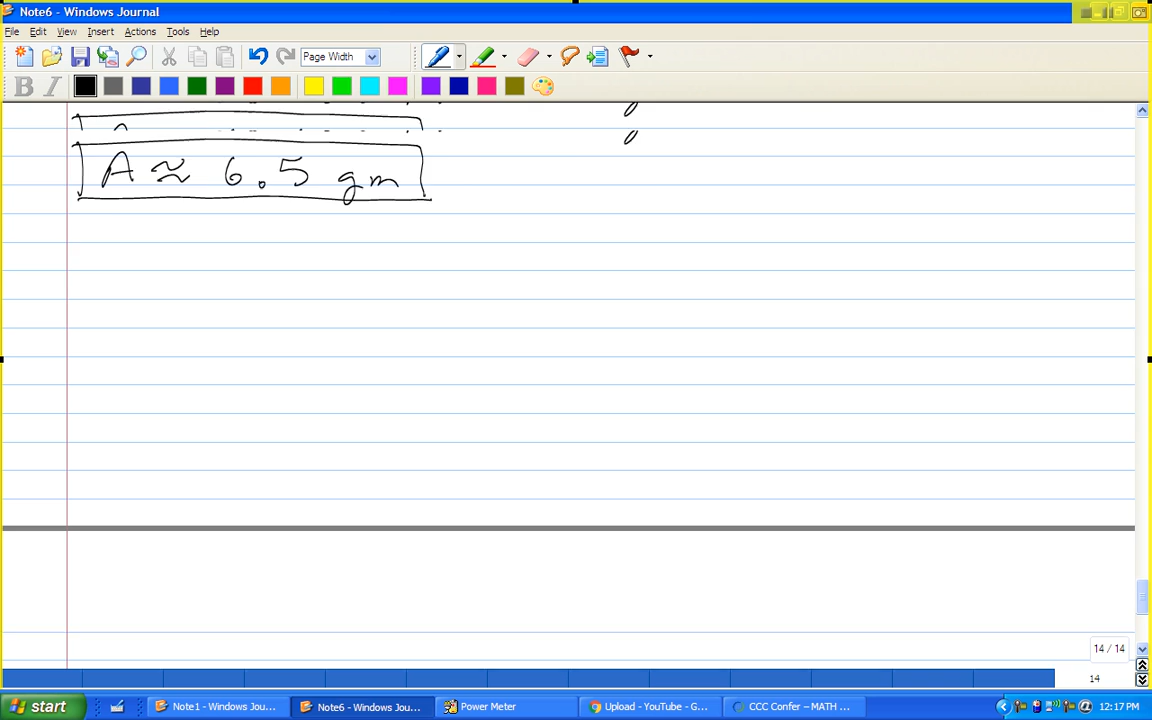 Note6 - Windows Journal
File Edit View Insert Actions Tools Help
Page Width
B I
A ≈ 6.5 gm
14 / 14
14
start Note1 - Windows Jou... Note6 - Windows Jou... Power Meter Upload - YouTube - G... CCC Confer -- MATH ... 12:17 PM